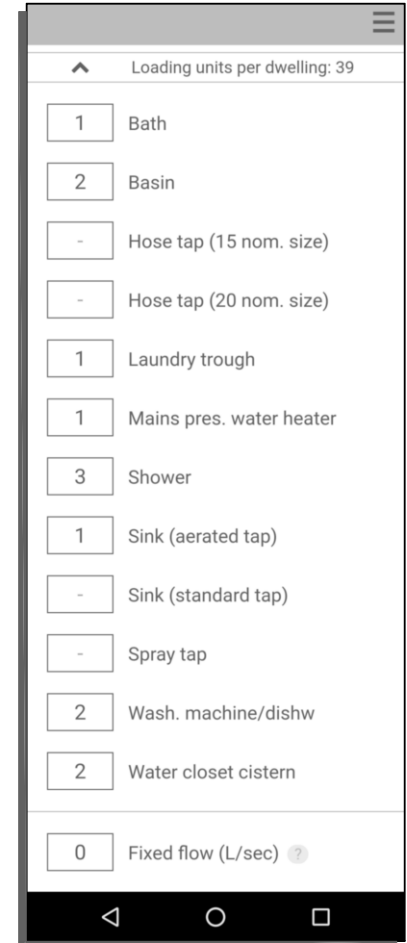 Loading units per dwelling: 39
1 Bath
2 Basin
- Hose tap (15 nom. size)
- Hose tap (20 nom. size)
1 Laundry trough
1 Mains pres. water heater
3 Shower
1 Sink (aerated tap)
- Sink (standard tap)
- Spray tap
2 Wash. machine/dishw
2 Water closet cistern
0 Fixed flow (L/sec) ?